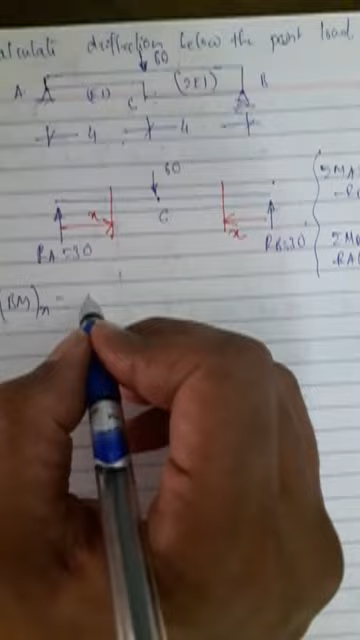 alculate deflection below the point load
60
A (EI) C (2EI) B
4 4
60
x C x
RA=30 RB=30
ΣMA
ΣMB
(BM)x =